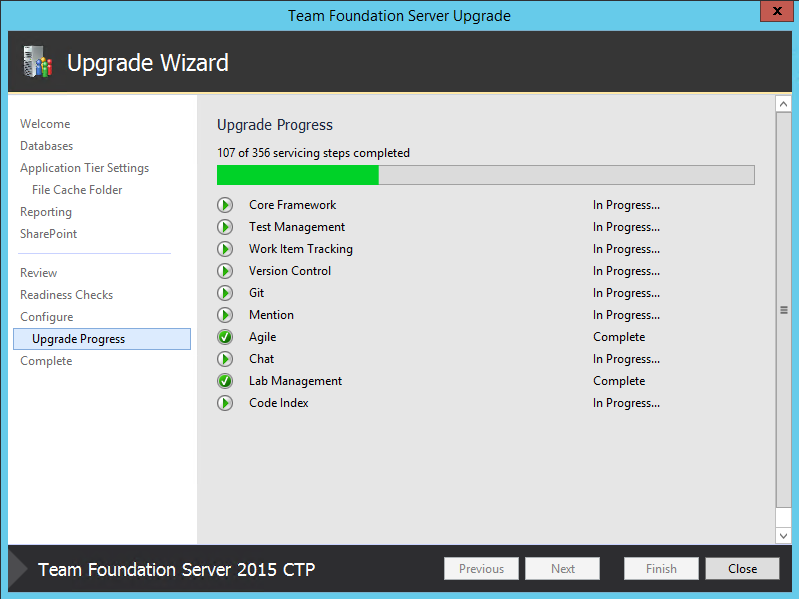 Team Foundation Server Upgrade
x
Upgrade Wizard
Welcome
Databases
Application Tier Settings
File Cache Folder
Reporting
SharePoint
Review
Readiness Checks
Configure
Upgrade Progress
Complete
Upgrade Progress
107 of 356 servicing steps completed
Core Framework In Progress...
Test Management In Progress...
Work Item Tracking In Progress...
Version Control In Progress...
Git In Progress...
Mention In Progress...
Agile Complete
Chat In Progress...
Lab Management Complete
Code Index In Progress...
Team Foundation Server 2015 CTP
Previous Next Finish Close